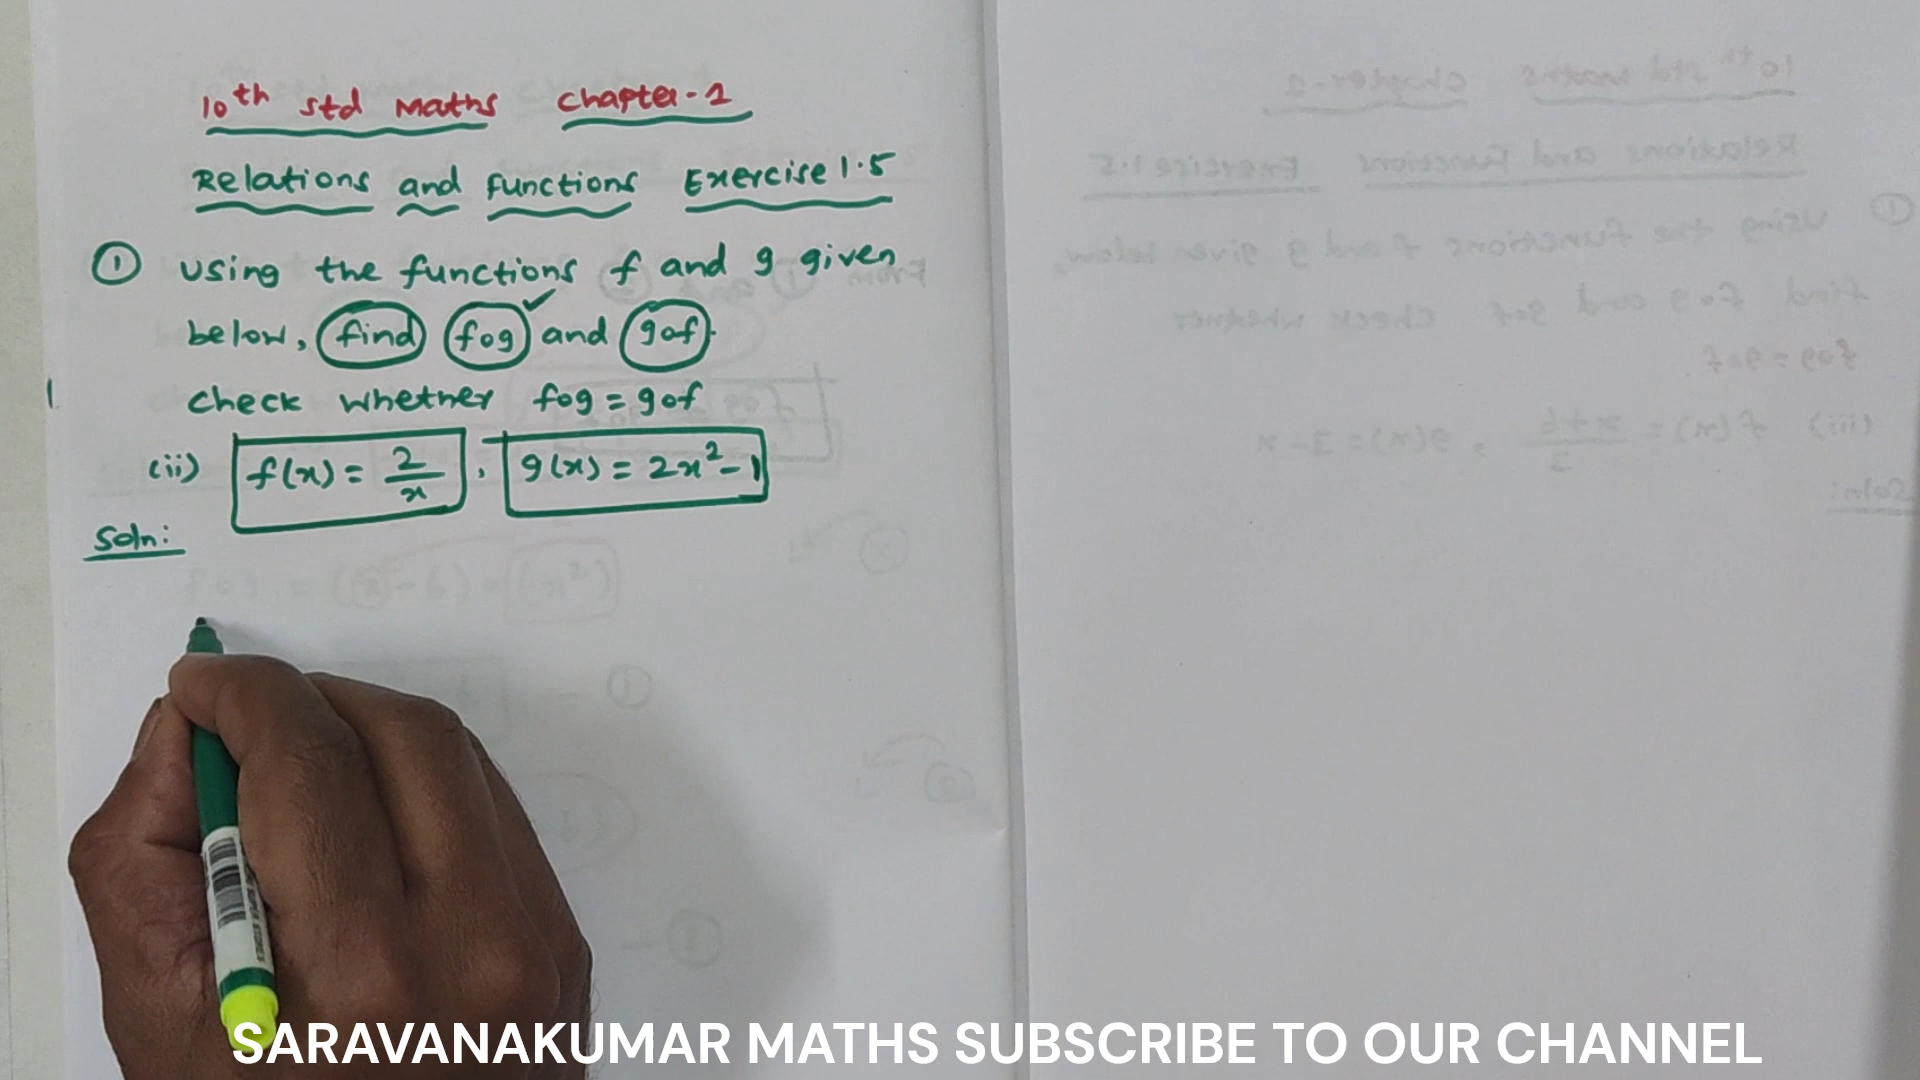 10th std Maths Chapter-1
Relations and functions Exercise 1.5
① using the functions f and g given
below, find fog ✓ and gof.
check whether fog = gof
(ii) f(x) = 2/x , g(x) = 2x² - 1
Soln:
SARAVANAKUMAR MATHS SUBSCRIBE TO OUR CHANNEL